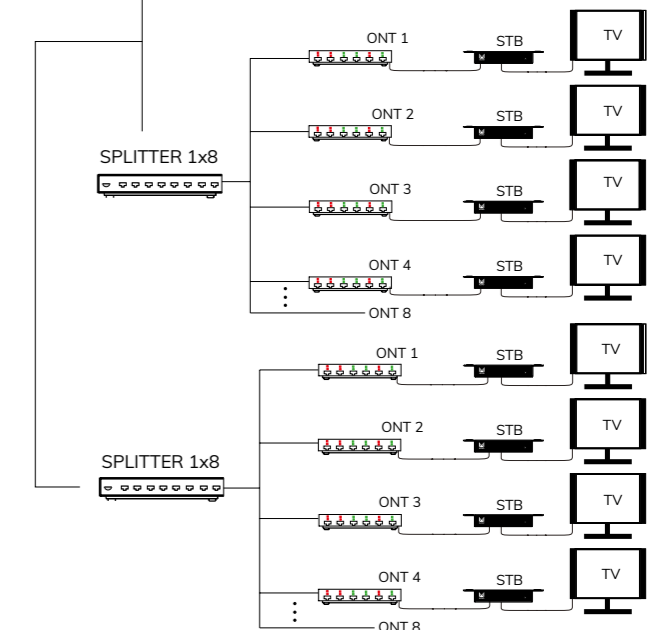 ONT 1 STB TV
ONT 2 STB TV
SPLITTER 1x8
ONT 3 STB TV
ONT 4 STB TV
ONT 8
ONT 1 STB TV
ONT 2 STB TV
SPLITTER 1x8
ONT 3 STB TV
ONT 4 STB TV
ONT 8